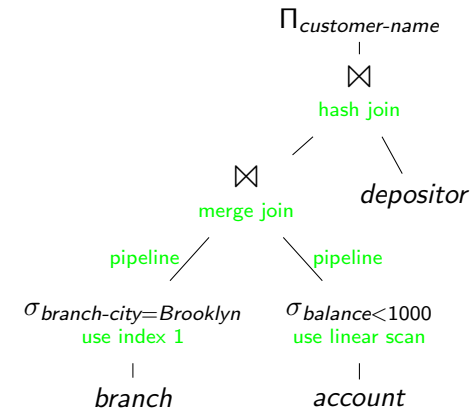 Π customer-name
⋈
hash join
⋈
merge join
depositor
pipeline pipeline
σ branch-city=Brooklyn σ balance<1000
use index 1 use linear scan
branch account